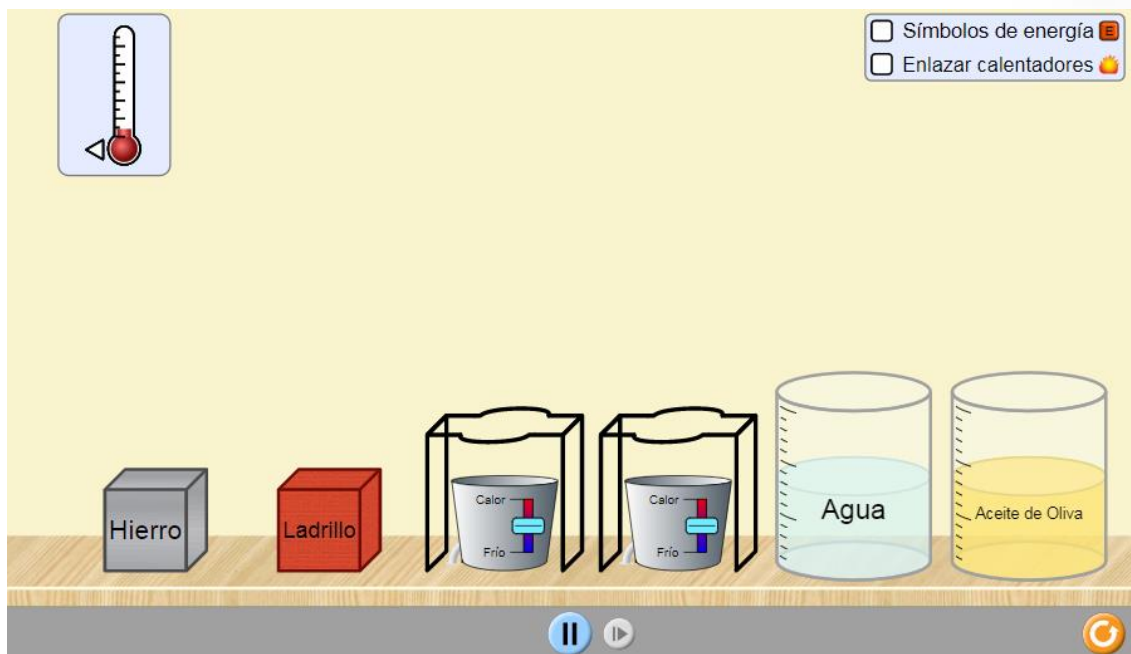 Símbolos de energía E
Enlazar calentadores
Hierro
Ladrillo
Calor
Frío
Calor
Frío
Agua
Aceite de Oliva